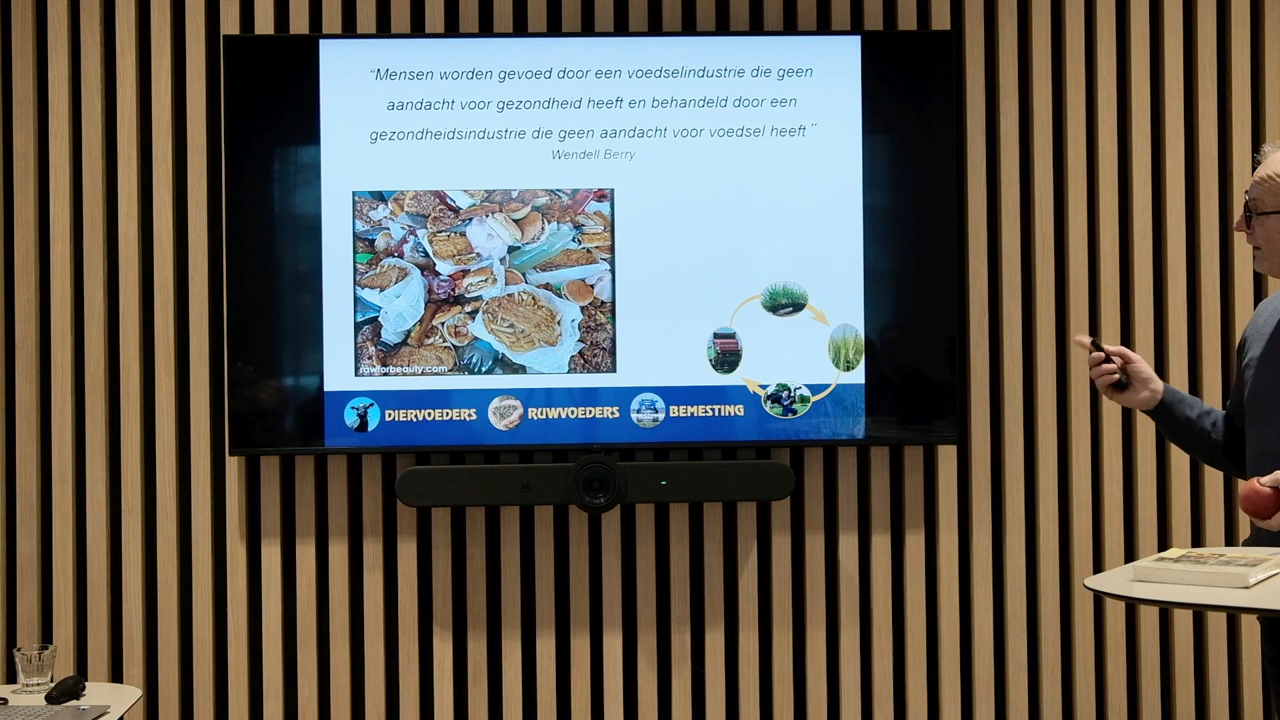 “Mensen worden gevoed door een voedselindustrie die geen
aandacht voor gezondheid heeft en behandeld door een
gezondheidsindustrie die geen aandacht voor voedsel heeft ”
Wendell Berry
rawforbeauty.com
DIERVOEDERS RUWVOEDERS BEMESTING